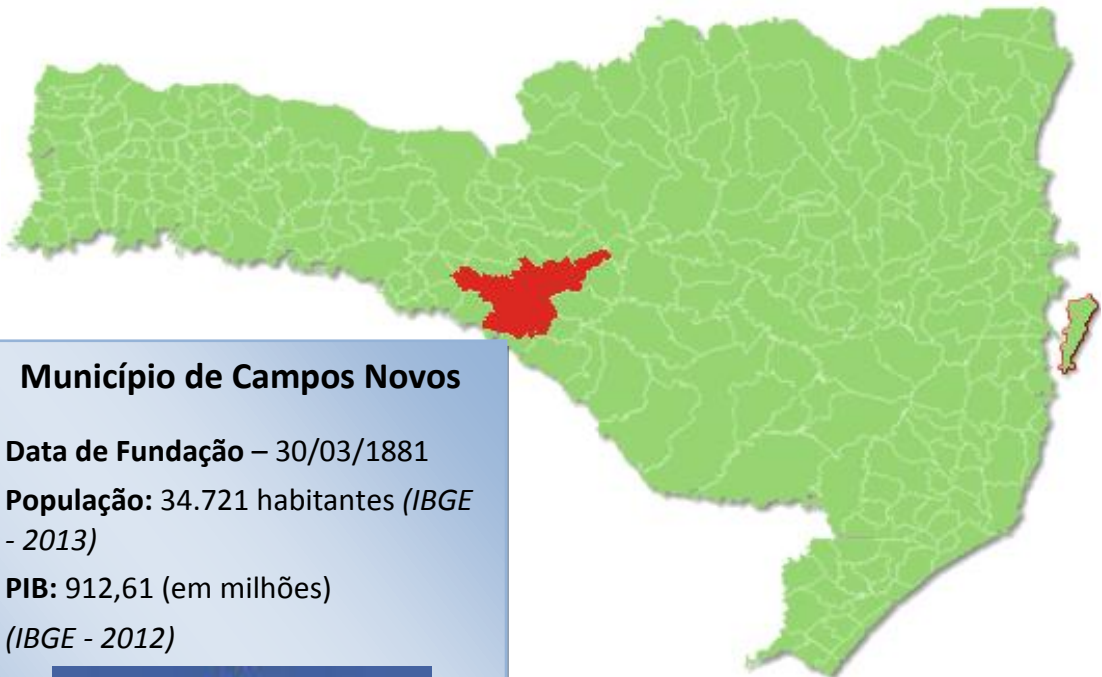 Município de Campos Novos
Data de Fundação – 30/03/1881
População: 34.721 habitantes (IBGE
- 2013)
PIB: 912,61 (em milhões)
(IBGE - 2012)